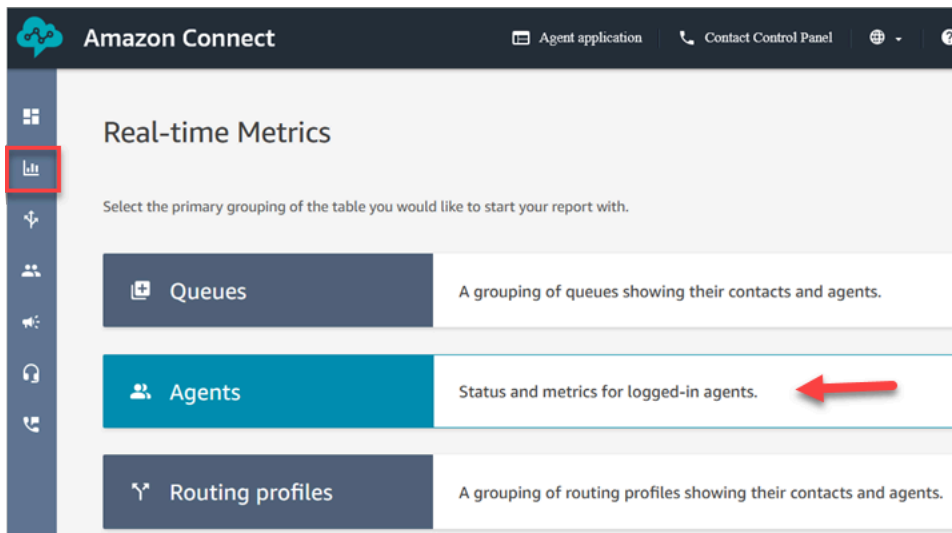 Amazon Connect
Agent application
Contact Control Panel
Real-time Metrics
Select the primary grouping of the table you would like to start your report with.
Queues
A grouping of queues showing their contacts and agents.
Agents
Status and metrics for logged-in agents.
Routing profiles
A grouping of routing profiles showing their contacts and agents.